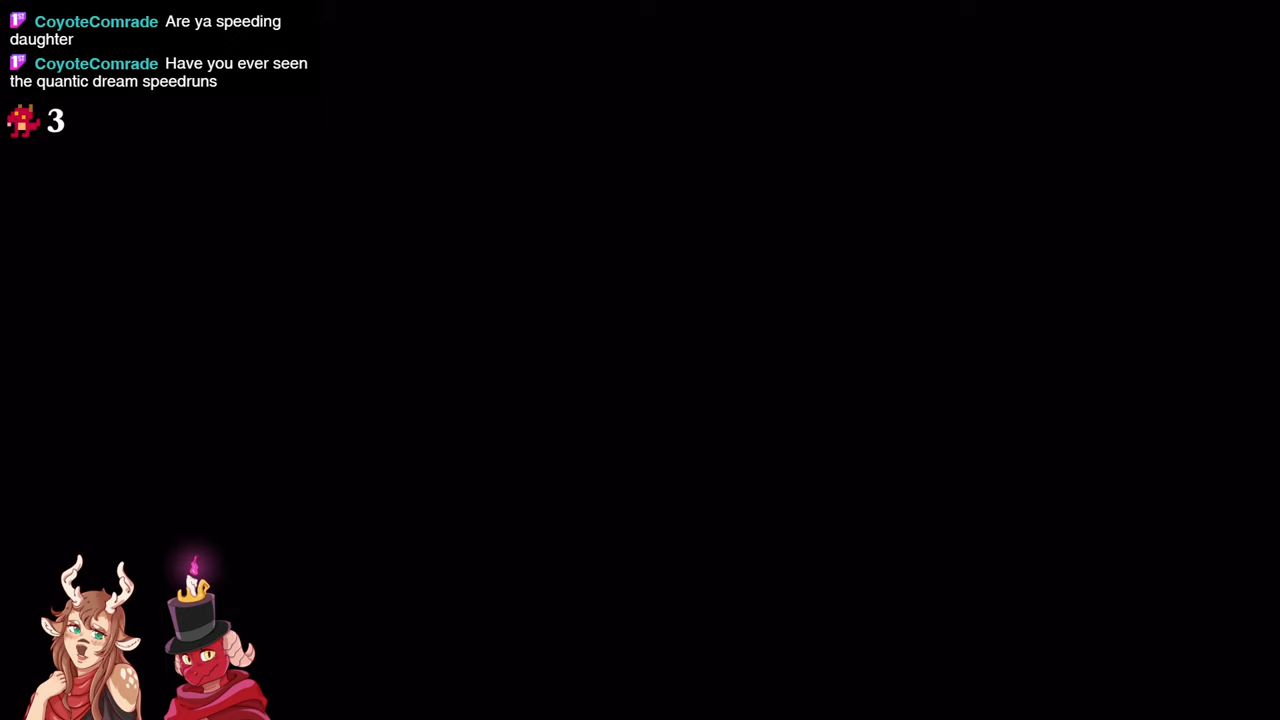 CoyoteComrade Are ya speeding
daughter
CoyoteComrade Have you ever seen
the quantic dream speedruns
3